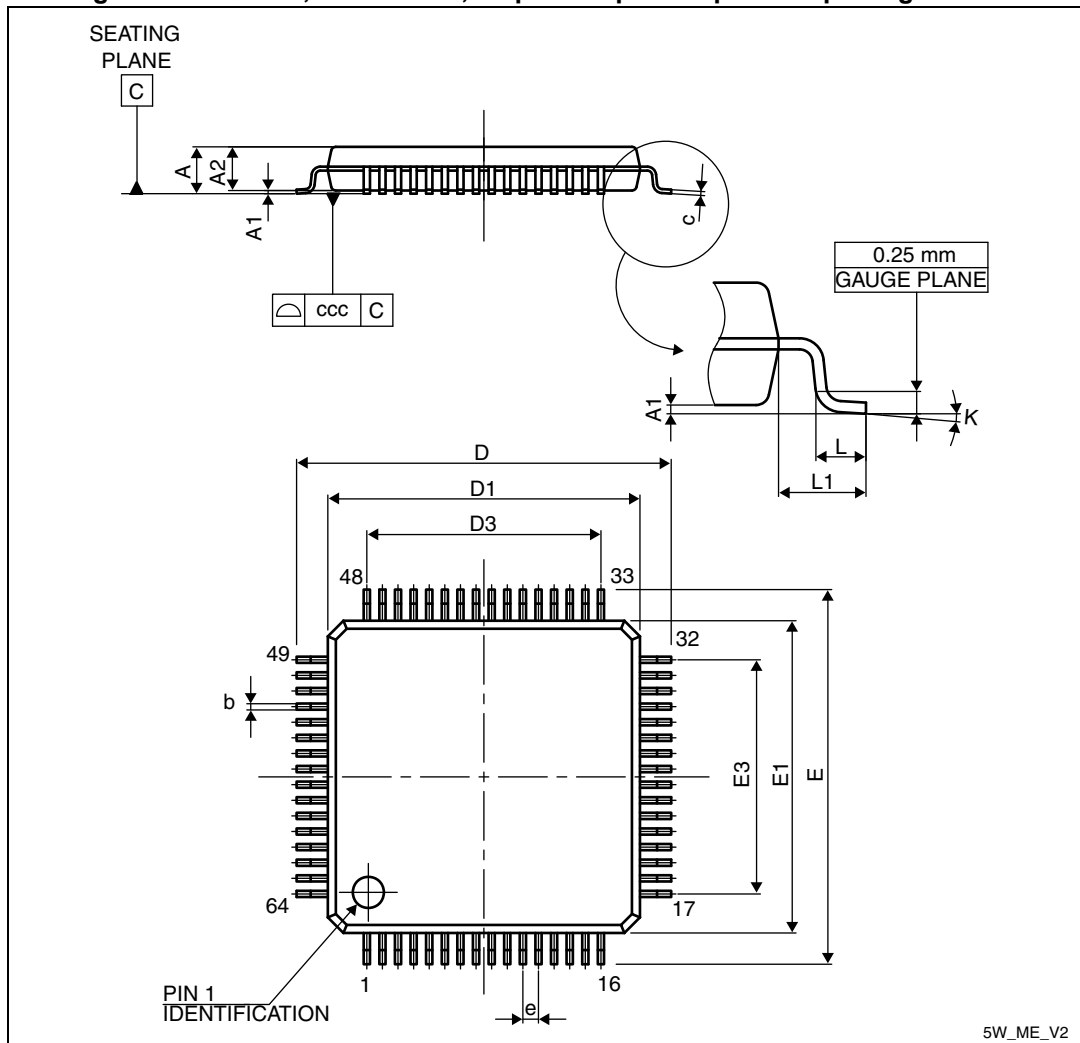 SEATING
PLANE
C
A
A2
A1
c
ccc C
0.25 mm
GAUGE PLANE
A1
K
L
L1
D
D1
D3
48
33
49
32
b
E3
E1
E
64
17
PIN 1
IDENTIFICATION
1
16
e
5W_ME_V2